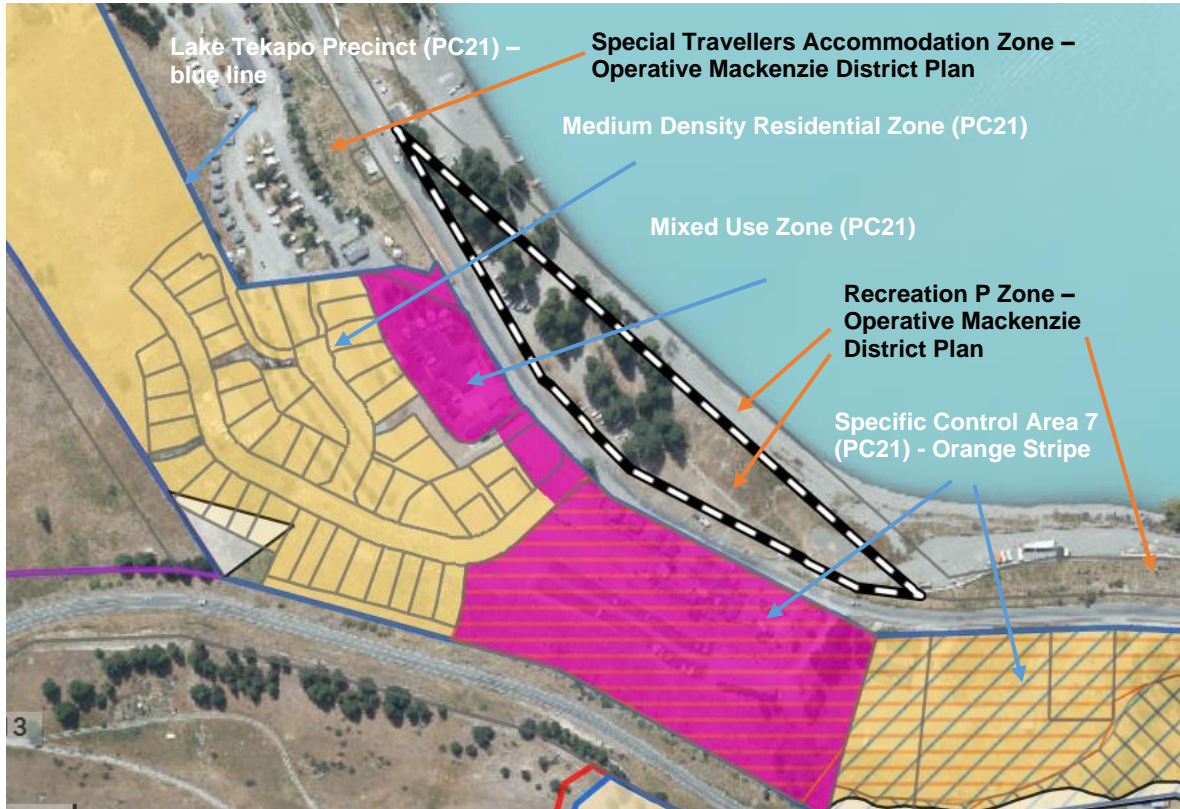 Lake Tekapo Precinct (PC21) –
blue line
Special Travellers Accommodation Zone –
Operative Mackenzie District Plan
Medium Density Residential Zone (PC21)
Mixed Use Zone (PC21)
Recreation P Zone –
Operative Mackenzie
District Plan
Specific Control Area 7
(PC21) - Orange Stripe
13